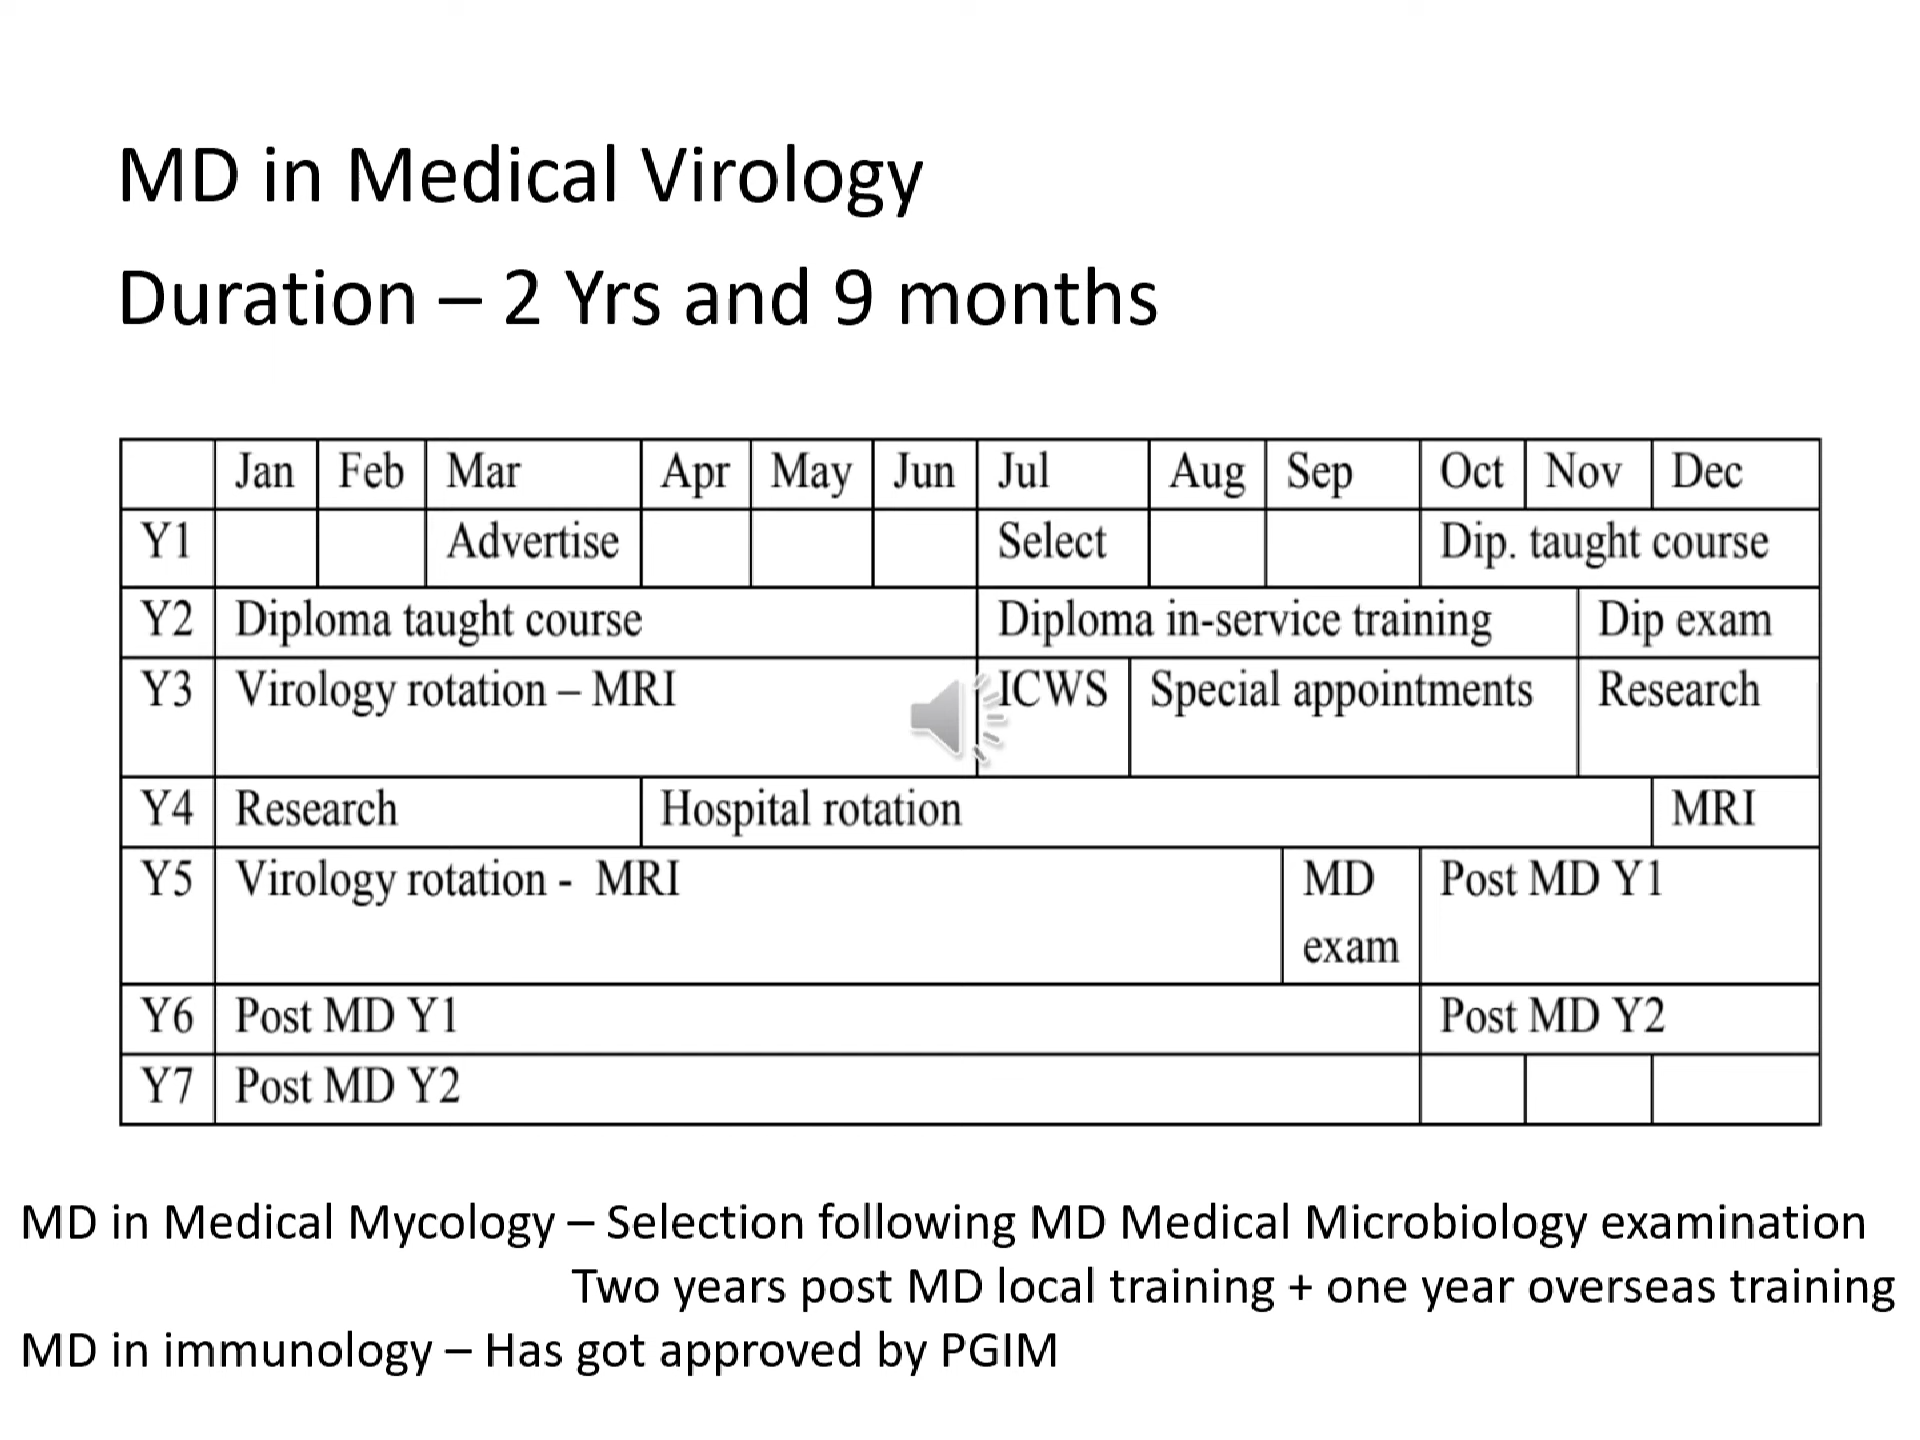 MD in Medical Virology
Duration – 2 Yrs and 9 months
Jan Feb Mar Apr May Jun Jul Aug Sep Oct Nov Dec
Y1 Advertise Select Dip. taught course
Y2 Diploma taught course Diploma in-service training Dip exam
Y3 Virology rotation – MRI ICWS Special appointments Research
Y4 Research Hospital rotation MRI
Y5 Virology rotation - MRI MD exam Post MD Y1
Y6 Post MD Y1 Post MD Y2
Y7 Post MD Y2
MD in Medical Mycology – Selection following MD Medical Microbiology examination
Two years post MD local training + one year overseas training
MD in immunology – Has got approved by PGIM